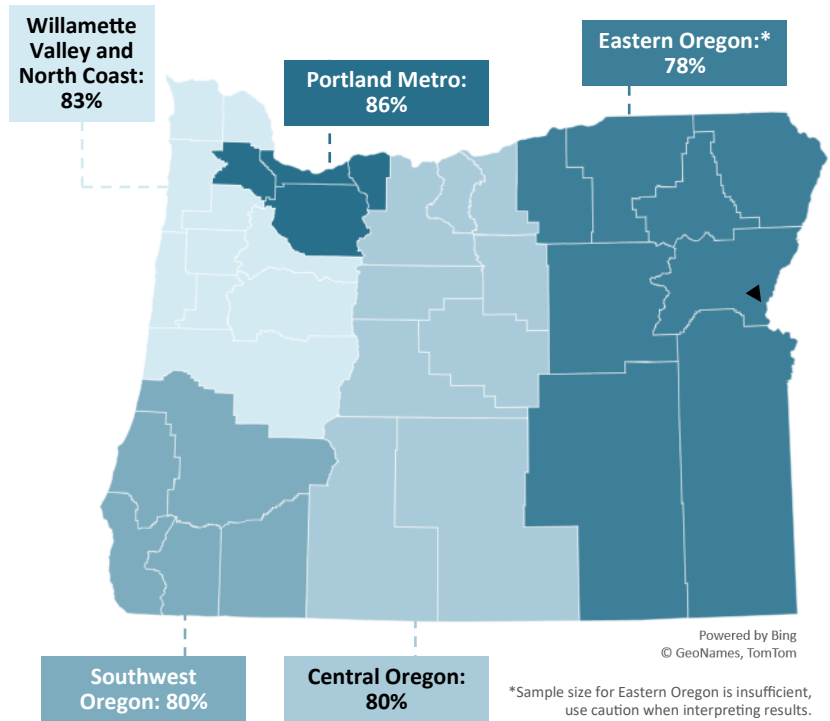 Willamette
Valley and
North Coast:
83%
Portland Metro:
86%
Eastern Oregon:*
78%
Powered by Bing
© GeoNames, TomTom
Southwest
Oregon: 80%
Central Oregon:
80%
*Sample size for Eastern Oregon is insufficient,
use caution when interpreting results.